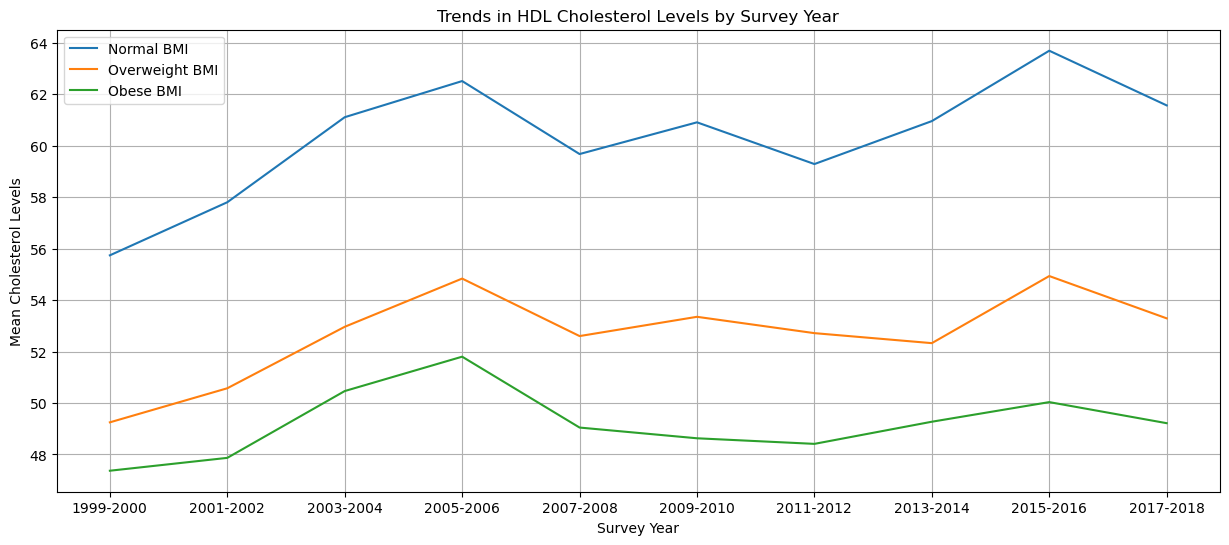 Trends in HDL Cholesterol Levels by Survey Year
Normal BMI
Overweight BMI
Obese BMI
Mean Cholesterol Levels
64
62
60
58
56
54
52
50
48
1999-2000 2001-2002 2003-2004 2005-2006 2007-2008 2009-2010 2011-2012 2013-2014 2015-2016 2017-2018
Survey Year